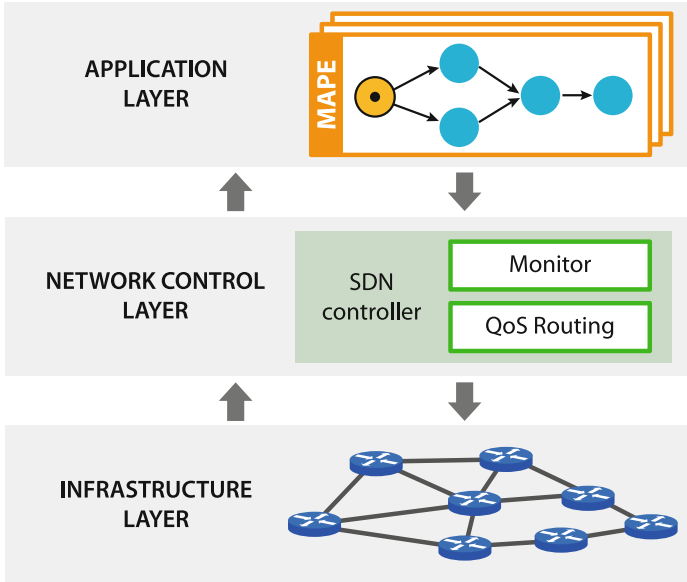 APPLICATION
LAYER
MAPE
NETWORK CONTROL
LAYER
SDN
controller
Monitor
QoS Routing
INFRASTRUCTURE
LAYER